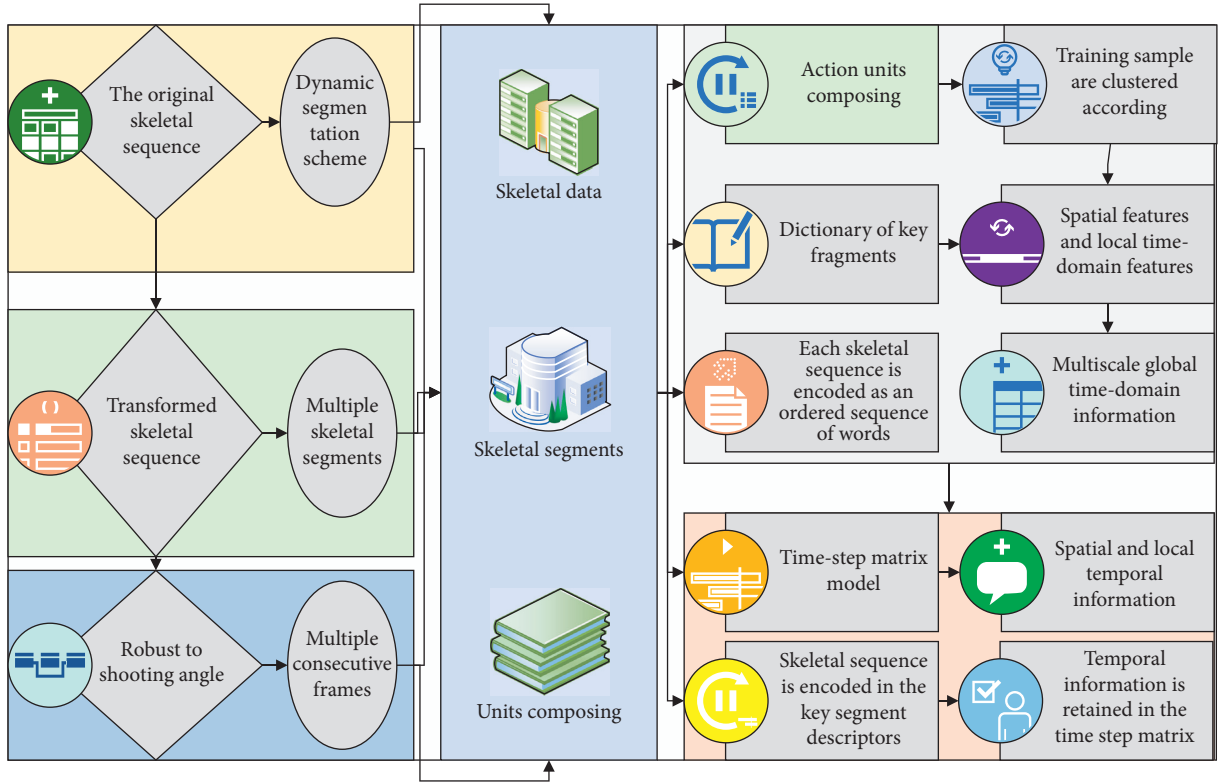 The original
skeletal
sequence
Dynamic
segmen
tation
scheme
Transformed
skeletal
sequence
Multiple
skeletal
segments
Robust to
shooting angle
Multiple
consecutive
frames
Skeletal data
Skeletal segments
Units composing
Action units
composing
Training sample
are clustered
according
Dictionary of key
fragments
Spatial features
and local time-
domain features
Each skeletal
sequence is
encoded as an
ordered sequence
of words
Multiscale global
time-domain
information
Time-step matrix
model
Spatial and local
temporal
information
Skeletal sequence
is encoded in the
key segment
descriptors
Temporal
information is
retained in the
time step matrix